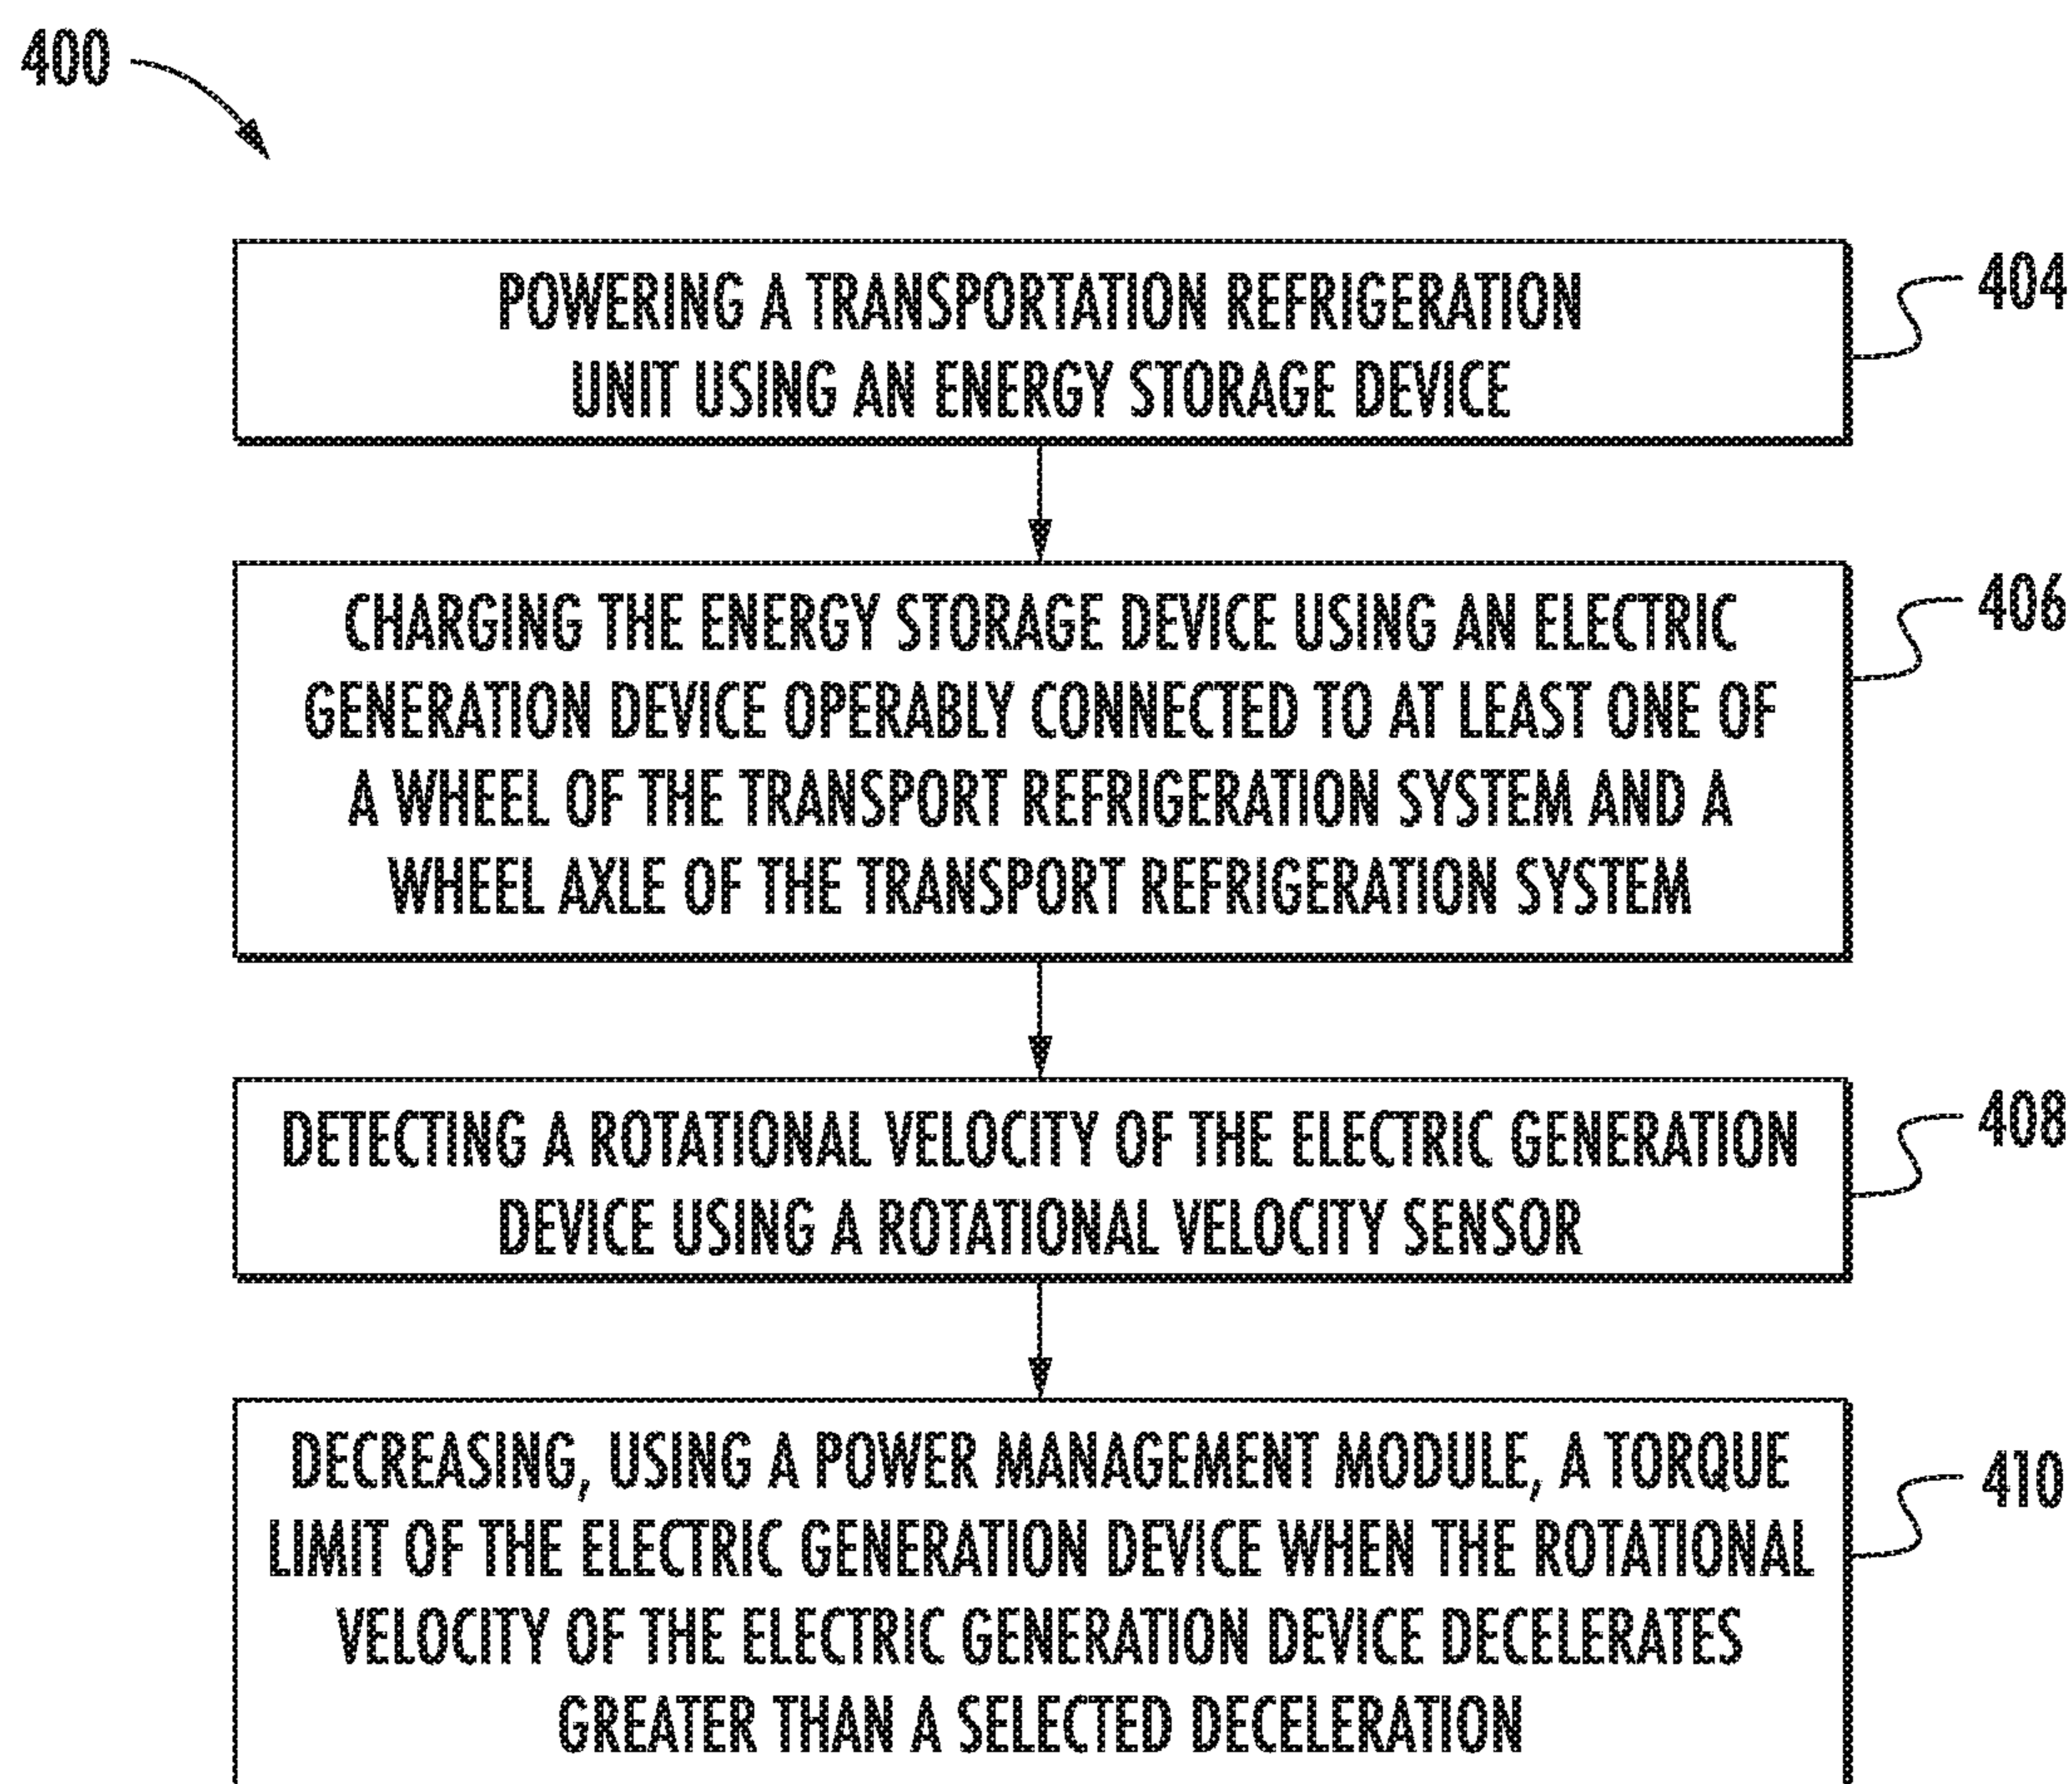 400
POWERING A TRANSPORTATION REFRIGERATION
UNIT USING AN ENERGY STORAGE DEVICE
404
CHARGING THE ENERGY STORAGE DEVICE USING AN ELECTRIC
GENERATION DEVICE OPERABLY CONNECTED TO AT LEAST ONE OF
A WHEEL OF THE TRANSPORT REFRIGERATION SYSTEM AND A
WHEEL AXLE OF THE TRANSPORT REFRIGERATION SYSTEM
406
DETECTING A ROTATIONAL VELOCITY OF THE ELECTRIC GENERATION
DEVICE USING A ROTATIONAL VELOCITY SENSOR
408
DECREASING, USING A POWER MANAGEMENT MODULE, A TORQUE
LIMIT OF THE ELECTRIC GENERATION DEVICE WHEN THE ROTATIONAL
VELOCITY OF THE ELECTRIC GENERATION DEVICE DECELERATES
GREATER THAN A SELECTED DECELERATION
410